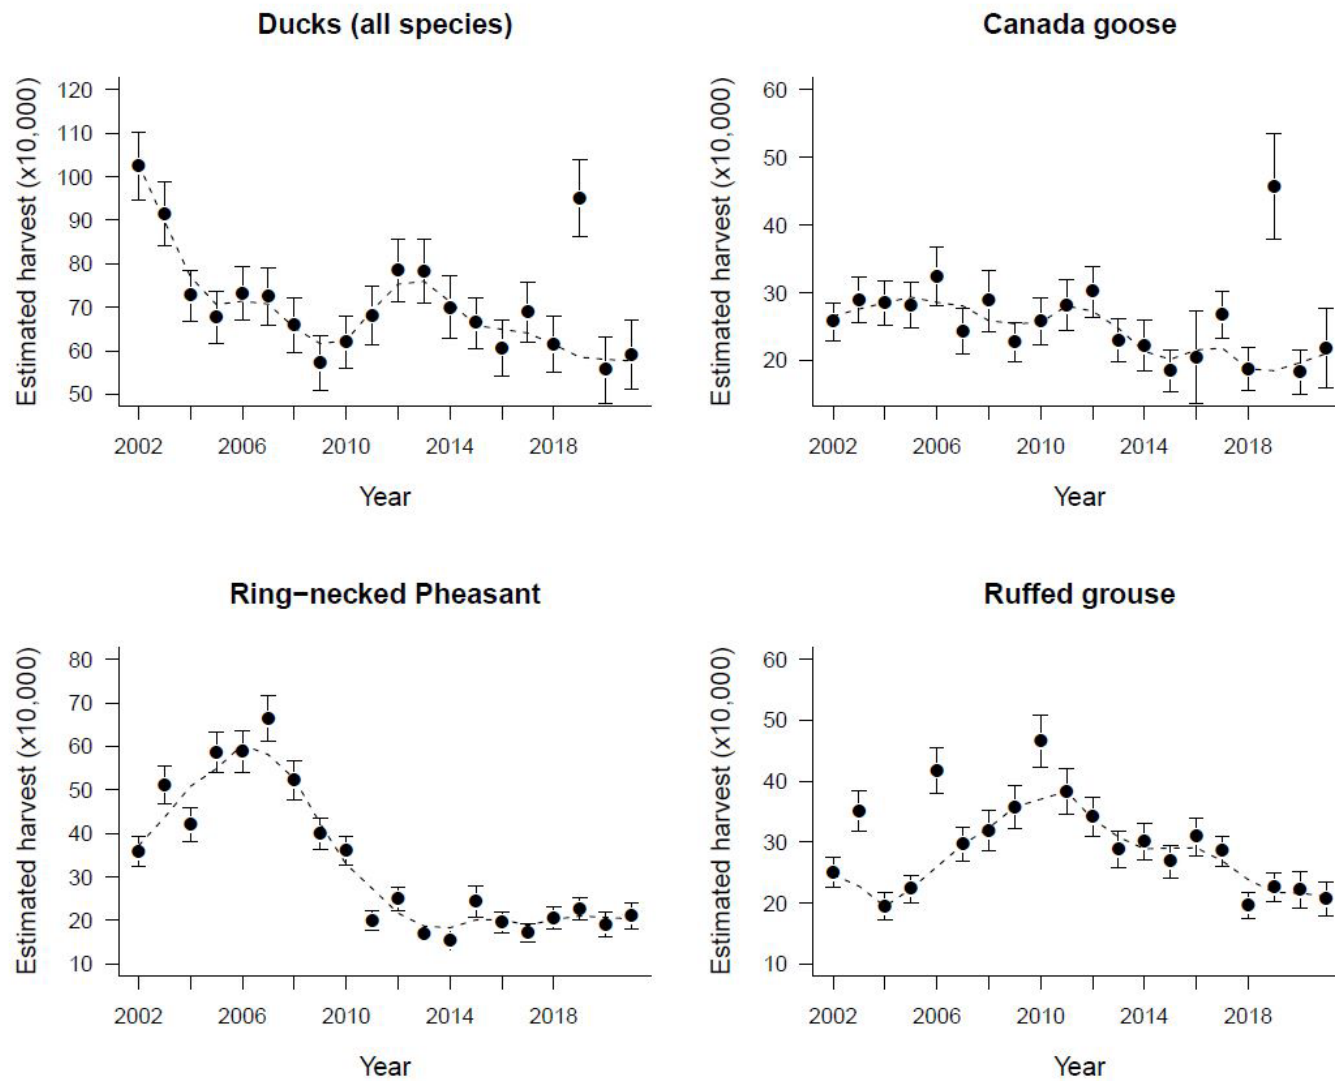 Ducks (all species)
Estimated harvest (x10,000)
120
110
100
90
80
70
60
50
2002 2006 2010 2014 2018
Year
Canada goose
Estimated harvest (x10,000)
60
50
40
30
20
2002 2006 2010 2014 2018
Year
Ring−necked Pheasant
Estimated harvest (x10,000)
80
70
60
50
40
30
20
10
2002 2006 2010 2014 2018
Year
Ruffed grouse
Estimated harvest (x10,000)
60
50
40
30
20
10
2002 2006 2010 2014 2018
Year